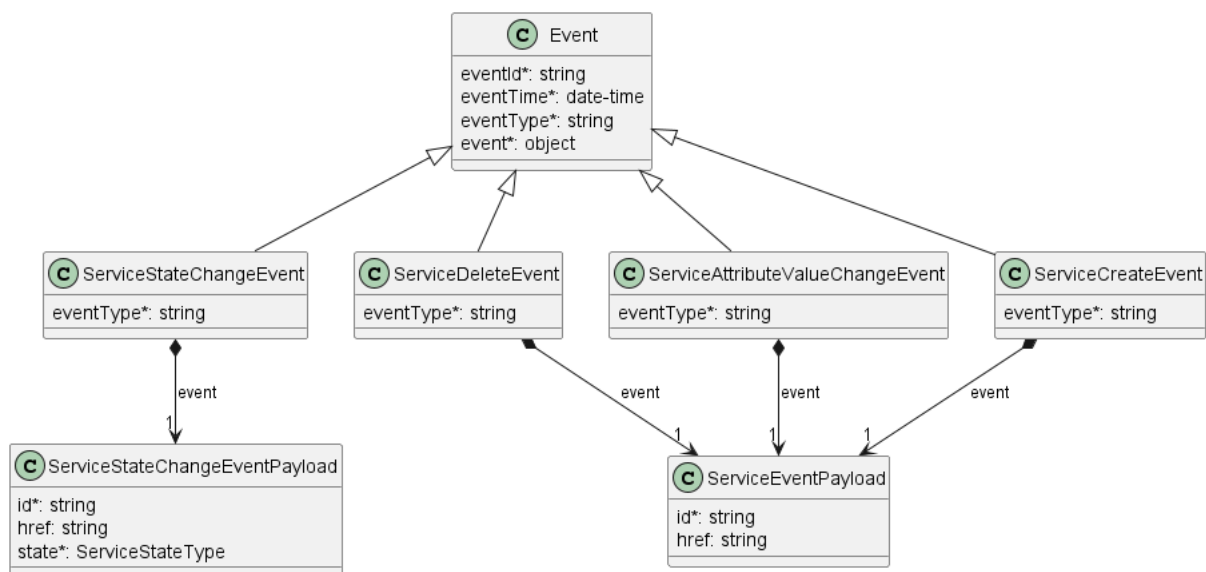 C Event
eventId*: string
eventTime*: date-time
eventType*: string
event*: object
C ServiceStateChangeEvent
eventType*: string
C ServiceDeleteEvent
eventType*: string
C ServiceAttributeValueChangeEvent
eventType*: string
C ServiceCreateEvent
eventType*: string
event
1
event
1
event
1
event
1
C ServiceStateChangeEventPayload
id*: string
href: string
state*: ServiceStateType
C ServiceEventPayload
id*: string
href: string